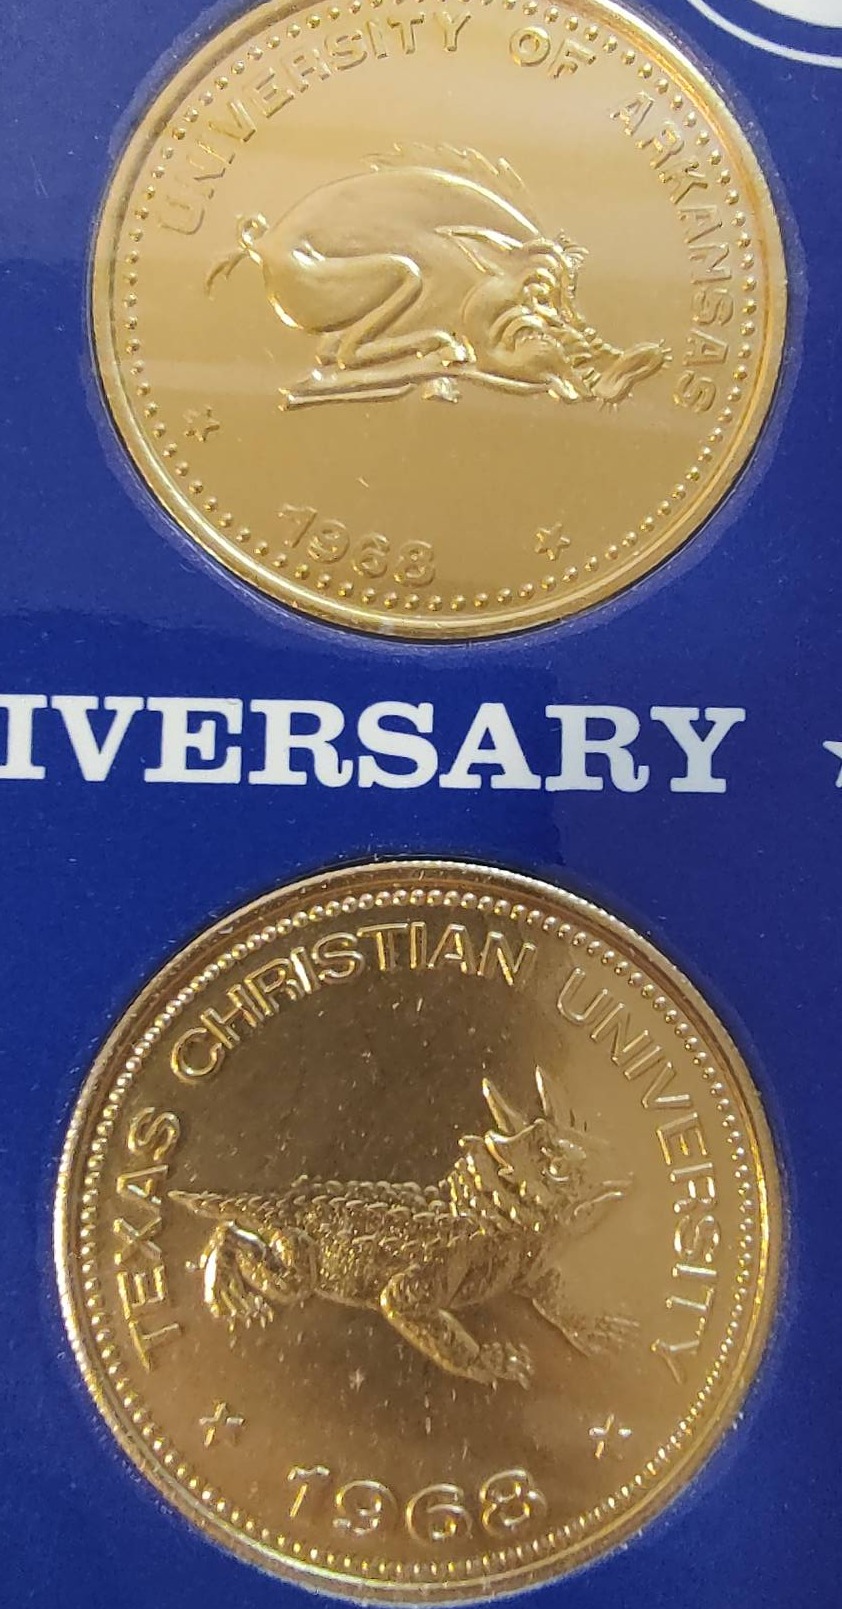 UNIVERSITY OF ARKANSAS
1968
IVERSARY
TEXAS CHRISTIAN UNIVERSITY
1968